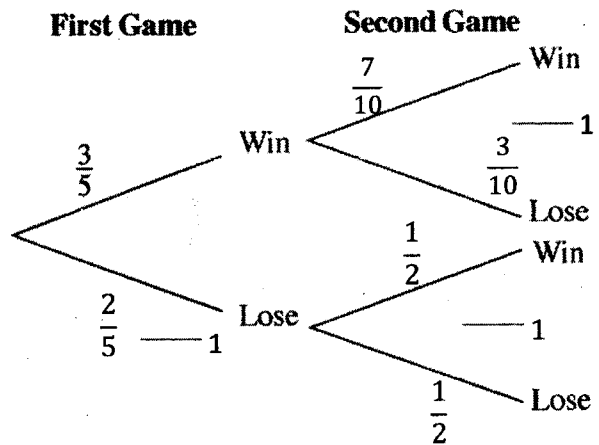 First Game
Second Game
Win
7/10
1
Win
3/5
3/10
Lose
Win
1/2
2/5
1
Lose
1
1/2
Lose